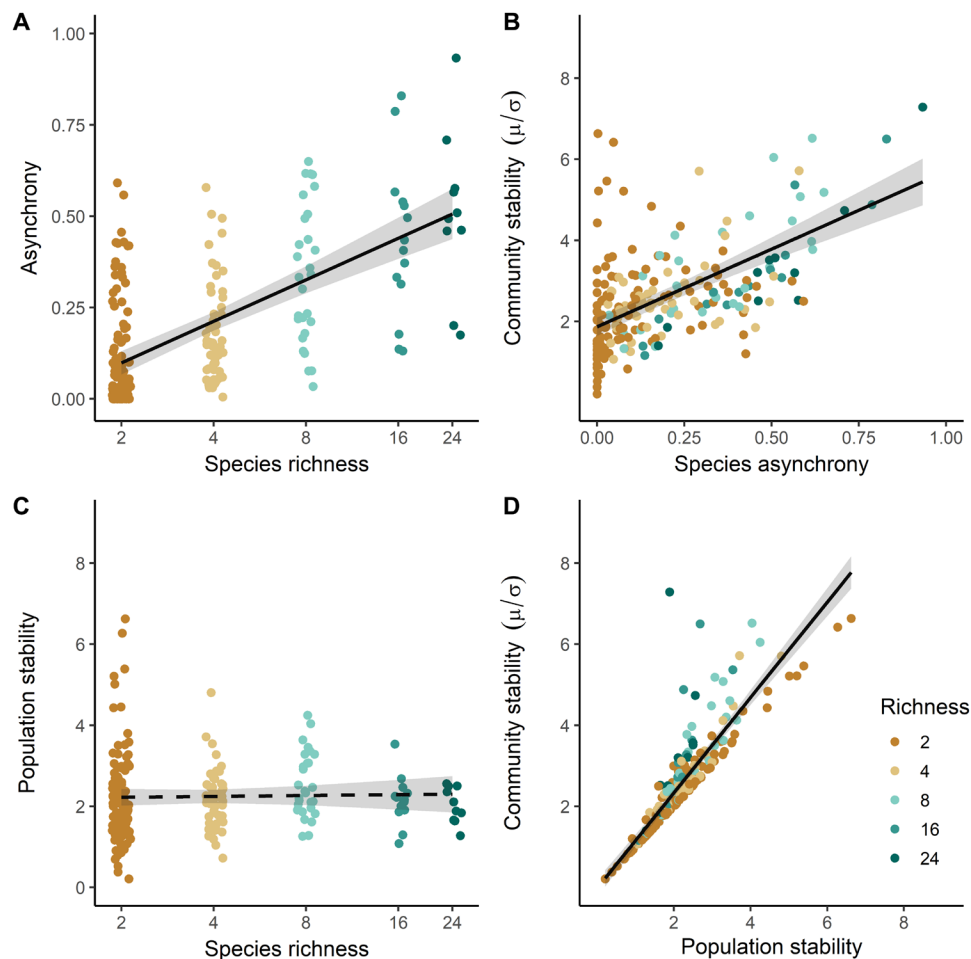 A
1.00
0.75
0.50
0.25
0.00
Asynchrony
2 4 8 16 24
Species richness
B
8
6
4
2
Community stability (μ/σ)
0.00 0.25 0.50 0.75 1.00
Species asynchrony
C
8
6
4
2
0
Population stability
2 4 8 16 24
Species richness
D
8
6
4
2
Community stability (μ/σ)
2 4 6 8
Population stability
Richness
2
4
8
16
24